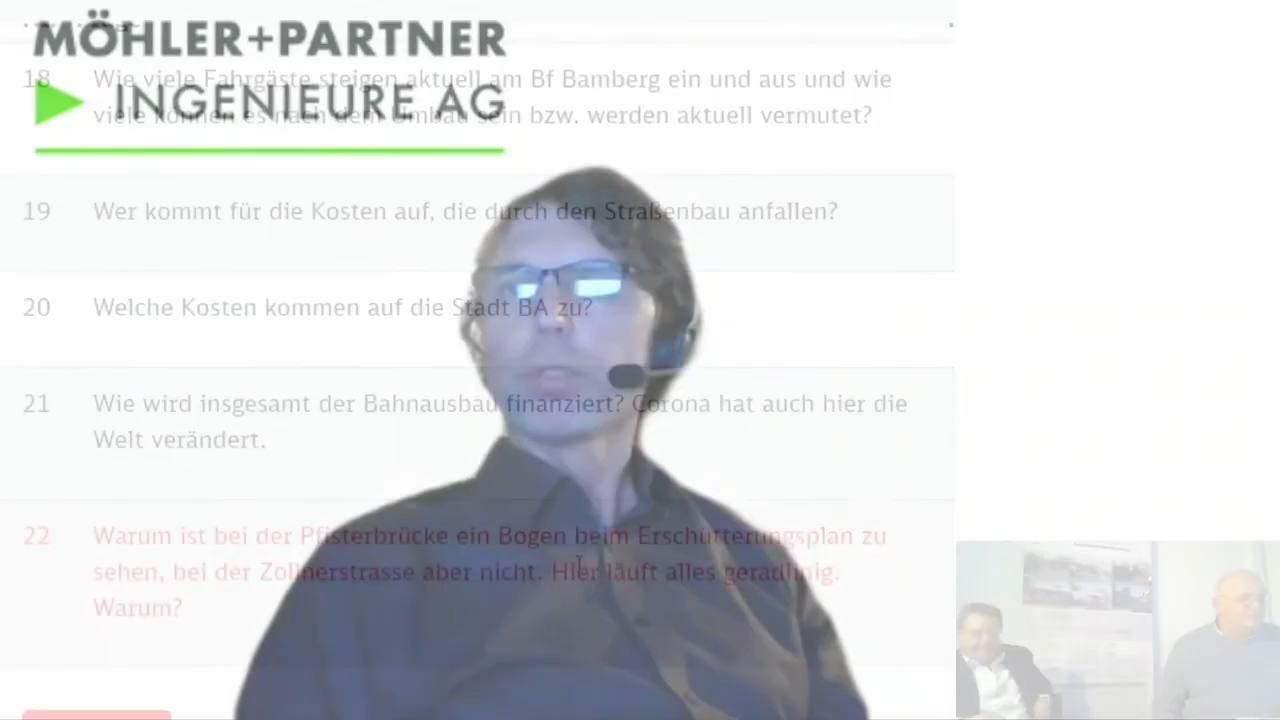 MÖHLER+PARTNER
INGENIEURE AG
18 Wie viele Fahrgäste steigen aktuell am Bf Bamberg ein und aus und wie
viele können es nach dem Umbau sein bzw. werden aktuell vermutet?
19 Wer kommt für die Kosten auf, die durch den Straßenbau anfallen?
20 Welche Kosten kommen auf die Stadt BA zu?
21 Wie wird insgesamt der Bahnausbau finanziert? Corona hat auch hier die
Welt verändert.
22 Warum ist bei der Pfisterbrücke ein Bogen beim Erschütterungsplan zu
sehen, bei der Zollnerstrasse aber nicht. Hier läuft alles geradlinig.
Warum?